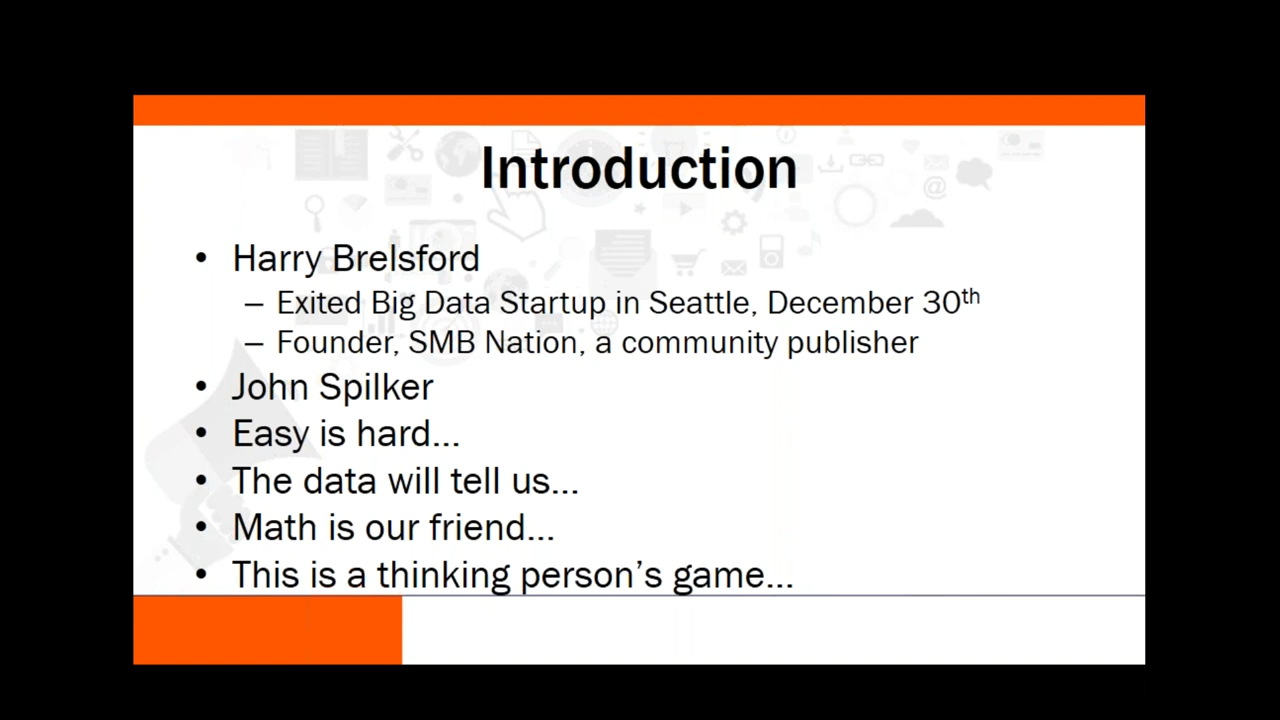 Introduction
• Harry Brelsford
– Exited Big Data Startup in Seattle, December 30th
– Founder, SMB Nation, a community publisher
• John Spilker
• Easy is hard...
• The data will tell us...
• Math is our friend...
• This is a thinking person’s game...